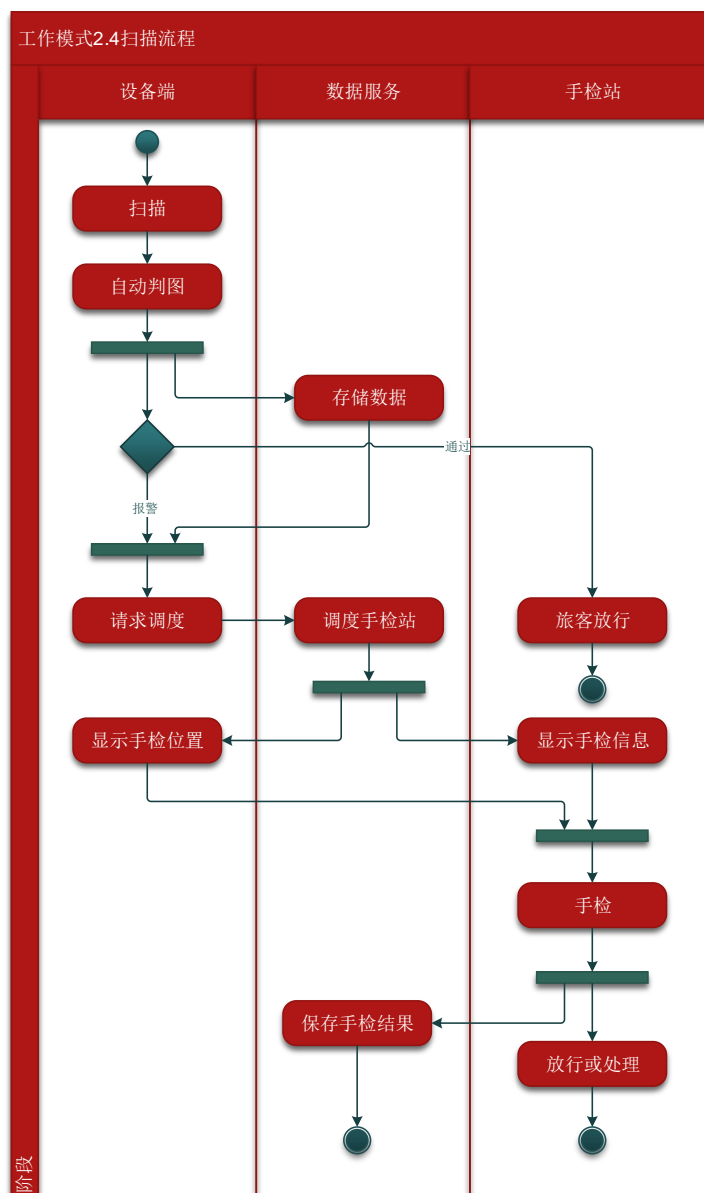 工作模式2.4扫描流程
设备端
数据服务
手检站
扫描
自动判图
存储数据
通过
报警
请求调度
调度手检站
旅客放行
显示手检位置
显示手检信息
手检
保存手检结果
放行或处理
阶段